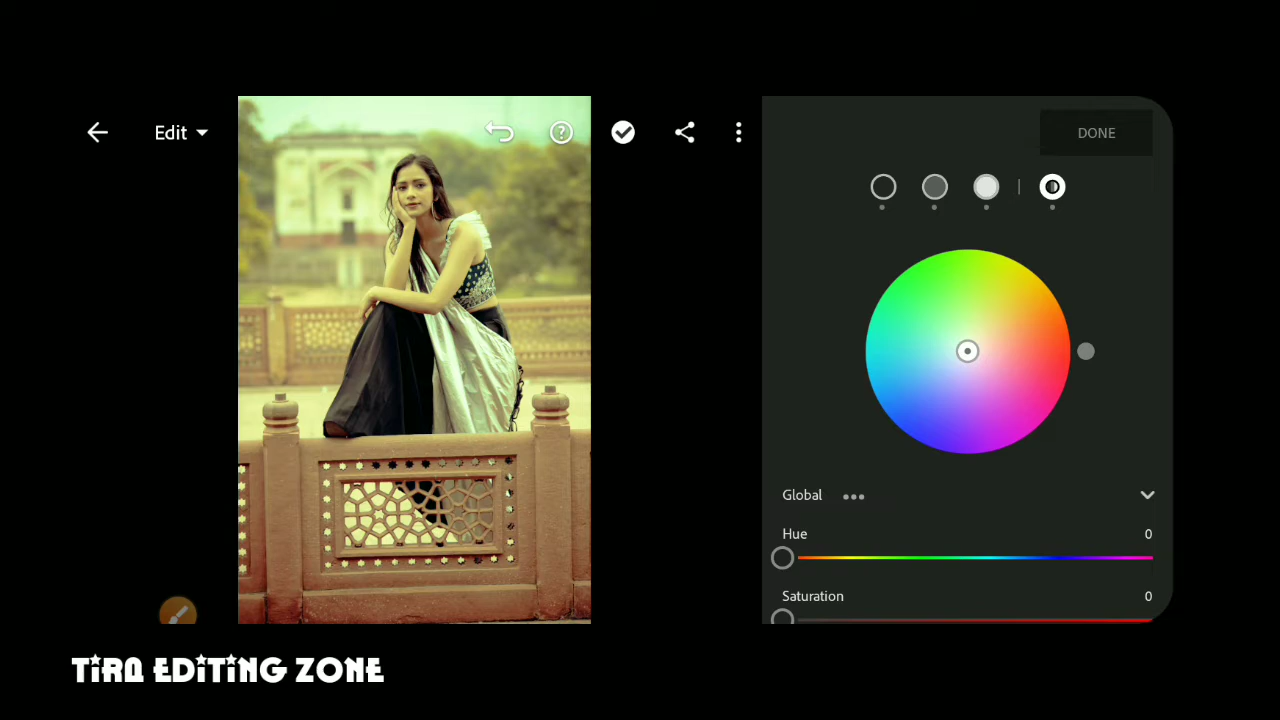 Edit
DONE
Global
Hue 0
Saturation 0
TiRA EDiTiNG ZONE